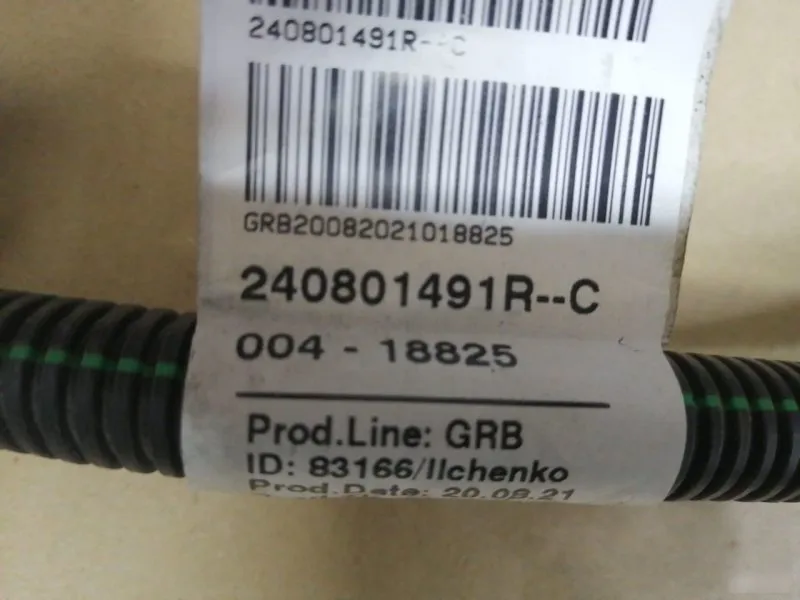 240801491R--C
GRB20082021018825
240801491R--C
004 - 18825
Prod.Line: GRB
ID: 83166/Ilchenko
Prod.Date: 20.08.21